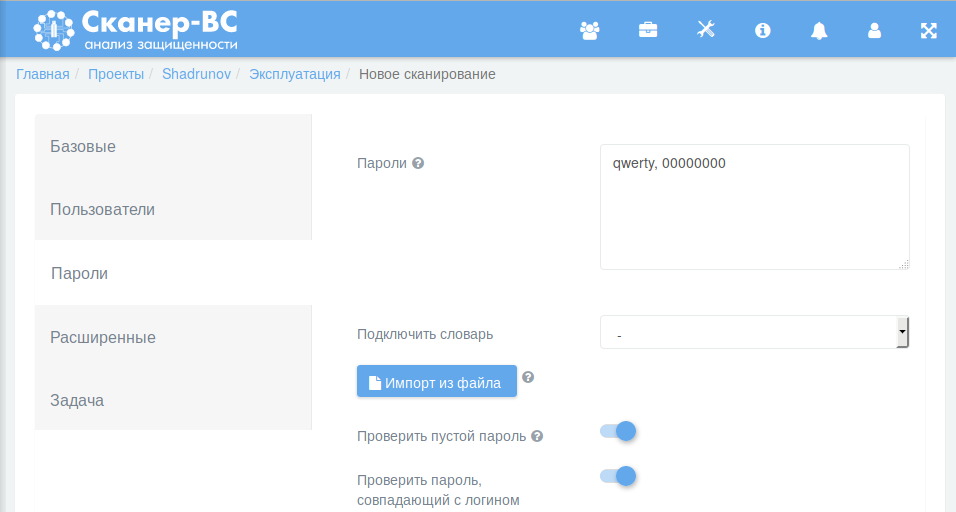 Сканер-ВС
анализ защищенности
Главная / Проекты / Shadrunov / Эксплуатация / Новое сканирование
Базовые
Пользователи
Пароли
Расширенные
Задача
Пароли
qwerty, 00000000
Подключить словарь
-
Импорт из файла
Проверить пустой пароль
Проверить пароль,
совпадающий с логином